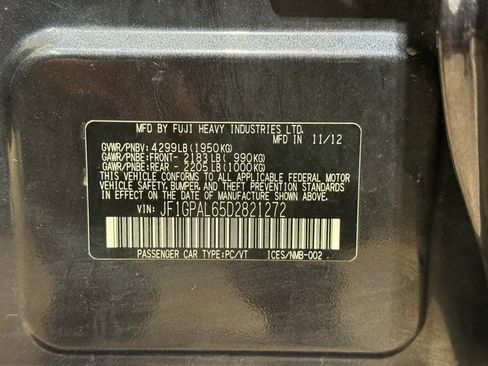 MFD BY FUJI HEAVY INDUSTRIES LTD.
MFD IN 11/12
GVWR/PNBV: 4299LB(1950KG)
GAWR/PNBE:FRONT- 2183LB( 990KG)
GAWR/PNBE:REAR - 2205LB(1000KG)
THIS VEHICLE CONFORMS TO ALL APPLICABLE FEDERAL MOTOR
VEHICLE SAFETY, BUMPER, AND THEFT PREVENTION STANDARDS
IN EFFECT ON THE DATE OF MANUFACTURE SHOWN ABOVE.
VIN: JF1GPAL65D2821272
PASSENGER CAR TYPE:PC/VT ICES/NMB-002